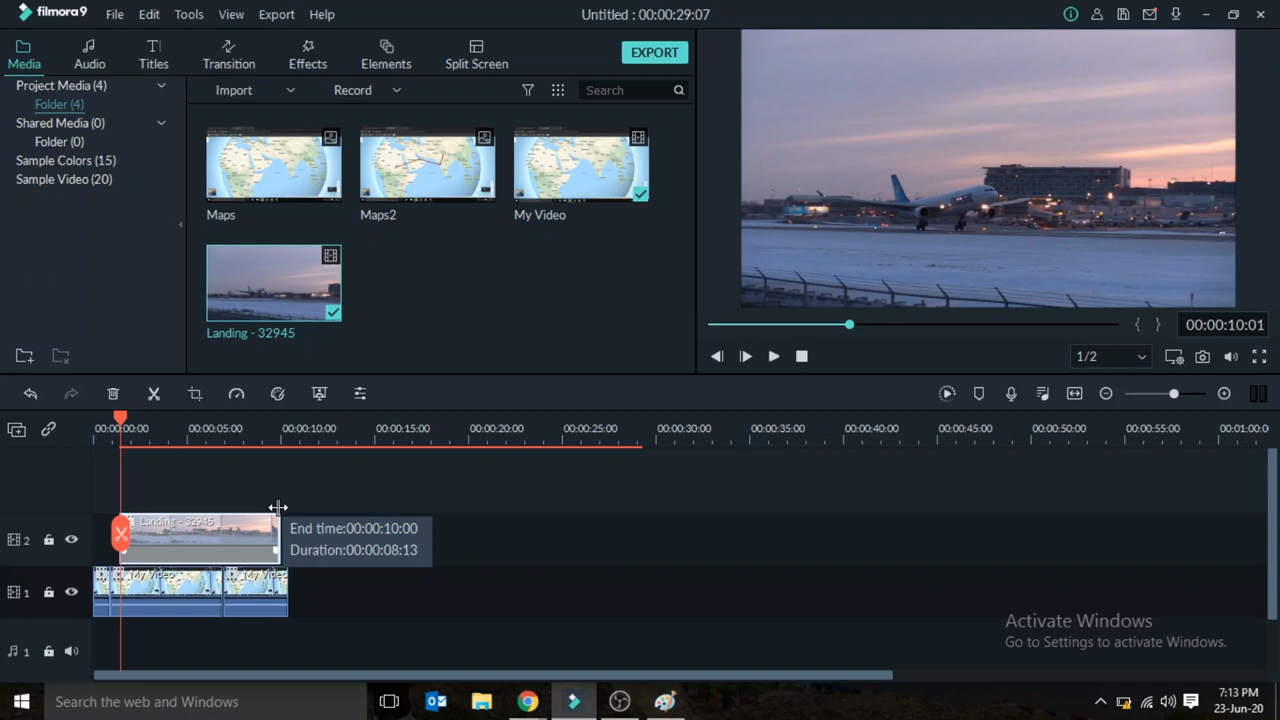 filmora9 File Edit Tools View Export Help Untitled : 00:00:29:07
Media Audio Titles Transition Effects Elements Split Screen EXPORT
Project Media (4)
Folder (4)
Shared Media (0)
Folder (0)
Sample Colors (15)
Sample Video (20)
Import Record Search
Maps Maps2 My Video
Landing - 32945
00:00:10:01
1/2
00:00:00:00 00:00:05:00 00:00:10:00 00:00:15:00 00:00:20:00 00:00:25:00 00:00:30:00 00:00:35:00 00:00:40:00 00:00:45:00 00:00:50:00 00:00:55:00 00:01:00:0
2 Landing - 32945
End time:00:00:10:00
Duration:00:00:08:13
1 My Video My Video
1
Activate Windows
Go to Settings to activate Windows.
Search the web and Windows
7:13 PM
23-Jun-20